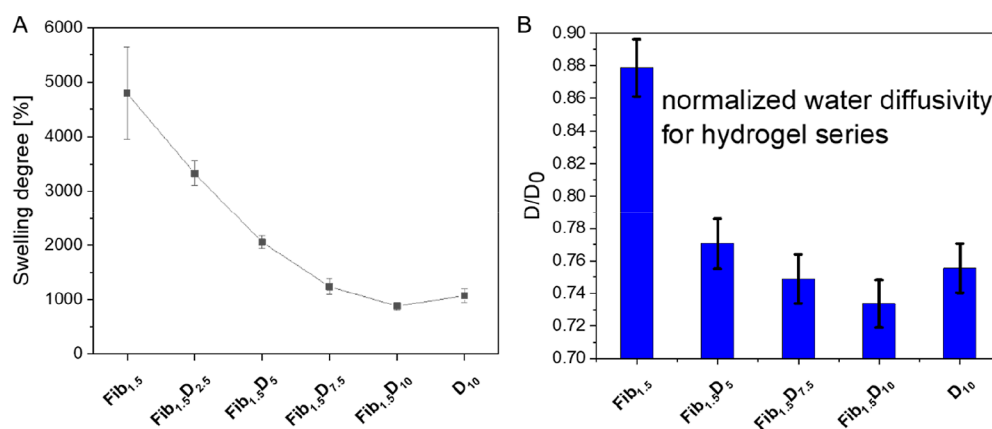 A
Swelling degree [%]
6000
5000
4000
3000
2000
1000
0
Fib1.5
Fib1.5D2.5
Fib1.5D5
Fib1.5D7.5
Fib1.5D10
D10
B
D/D0
0.90
0.88
0.86
0.84
0.82
0.80
0.78
0.76
0.74
0.72
0.70
normalized water diffusivity
for hydrogel series
Fib1.5
Fib1.5D5
Fib1.5D7.5
Fib1.5D10
D10